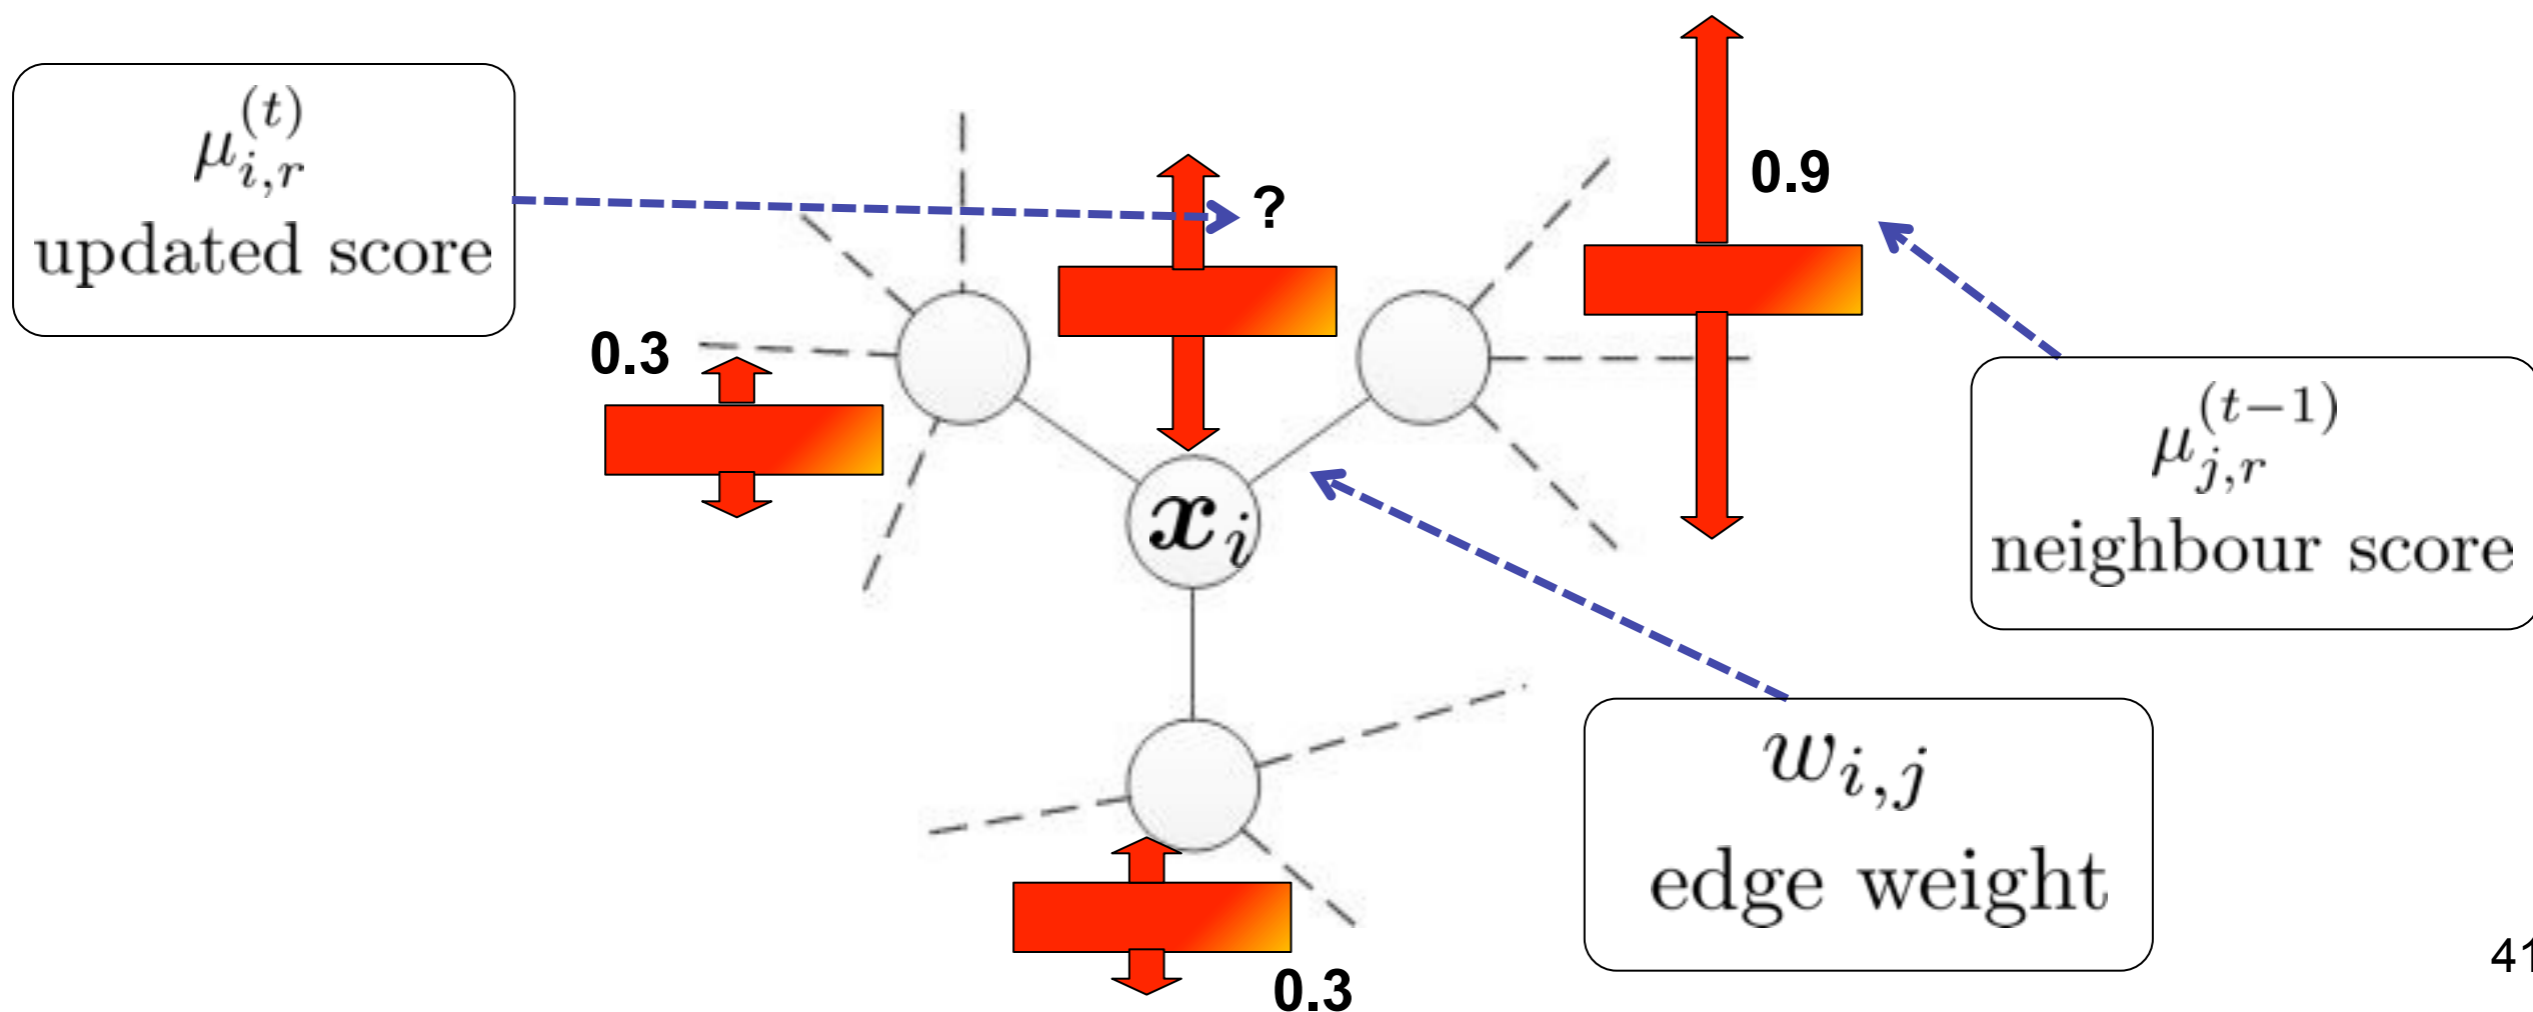 μ_{i,r}^{(t)}
updated score
?
0.9
0.3
μ_{j,r}^{(t−1)}
neighbour score
x_i
w_{i,j}
edge weight
0.3
41